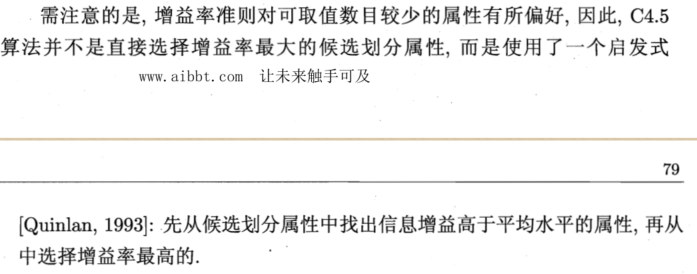 需注意的是, 增益率准则对可取值数目较少的属性有所偏好, 因此, C4.5
算法并不是直接选择增益率最大的候选划分属性, 而是使用了一个启发式
www.aibbt.com 让未来触手可及
79
[Quinlan, 1993]: 先从候选划分属性中找出信息增益高于平均水平的属性, 再从
中选择增益率最高的.